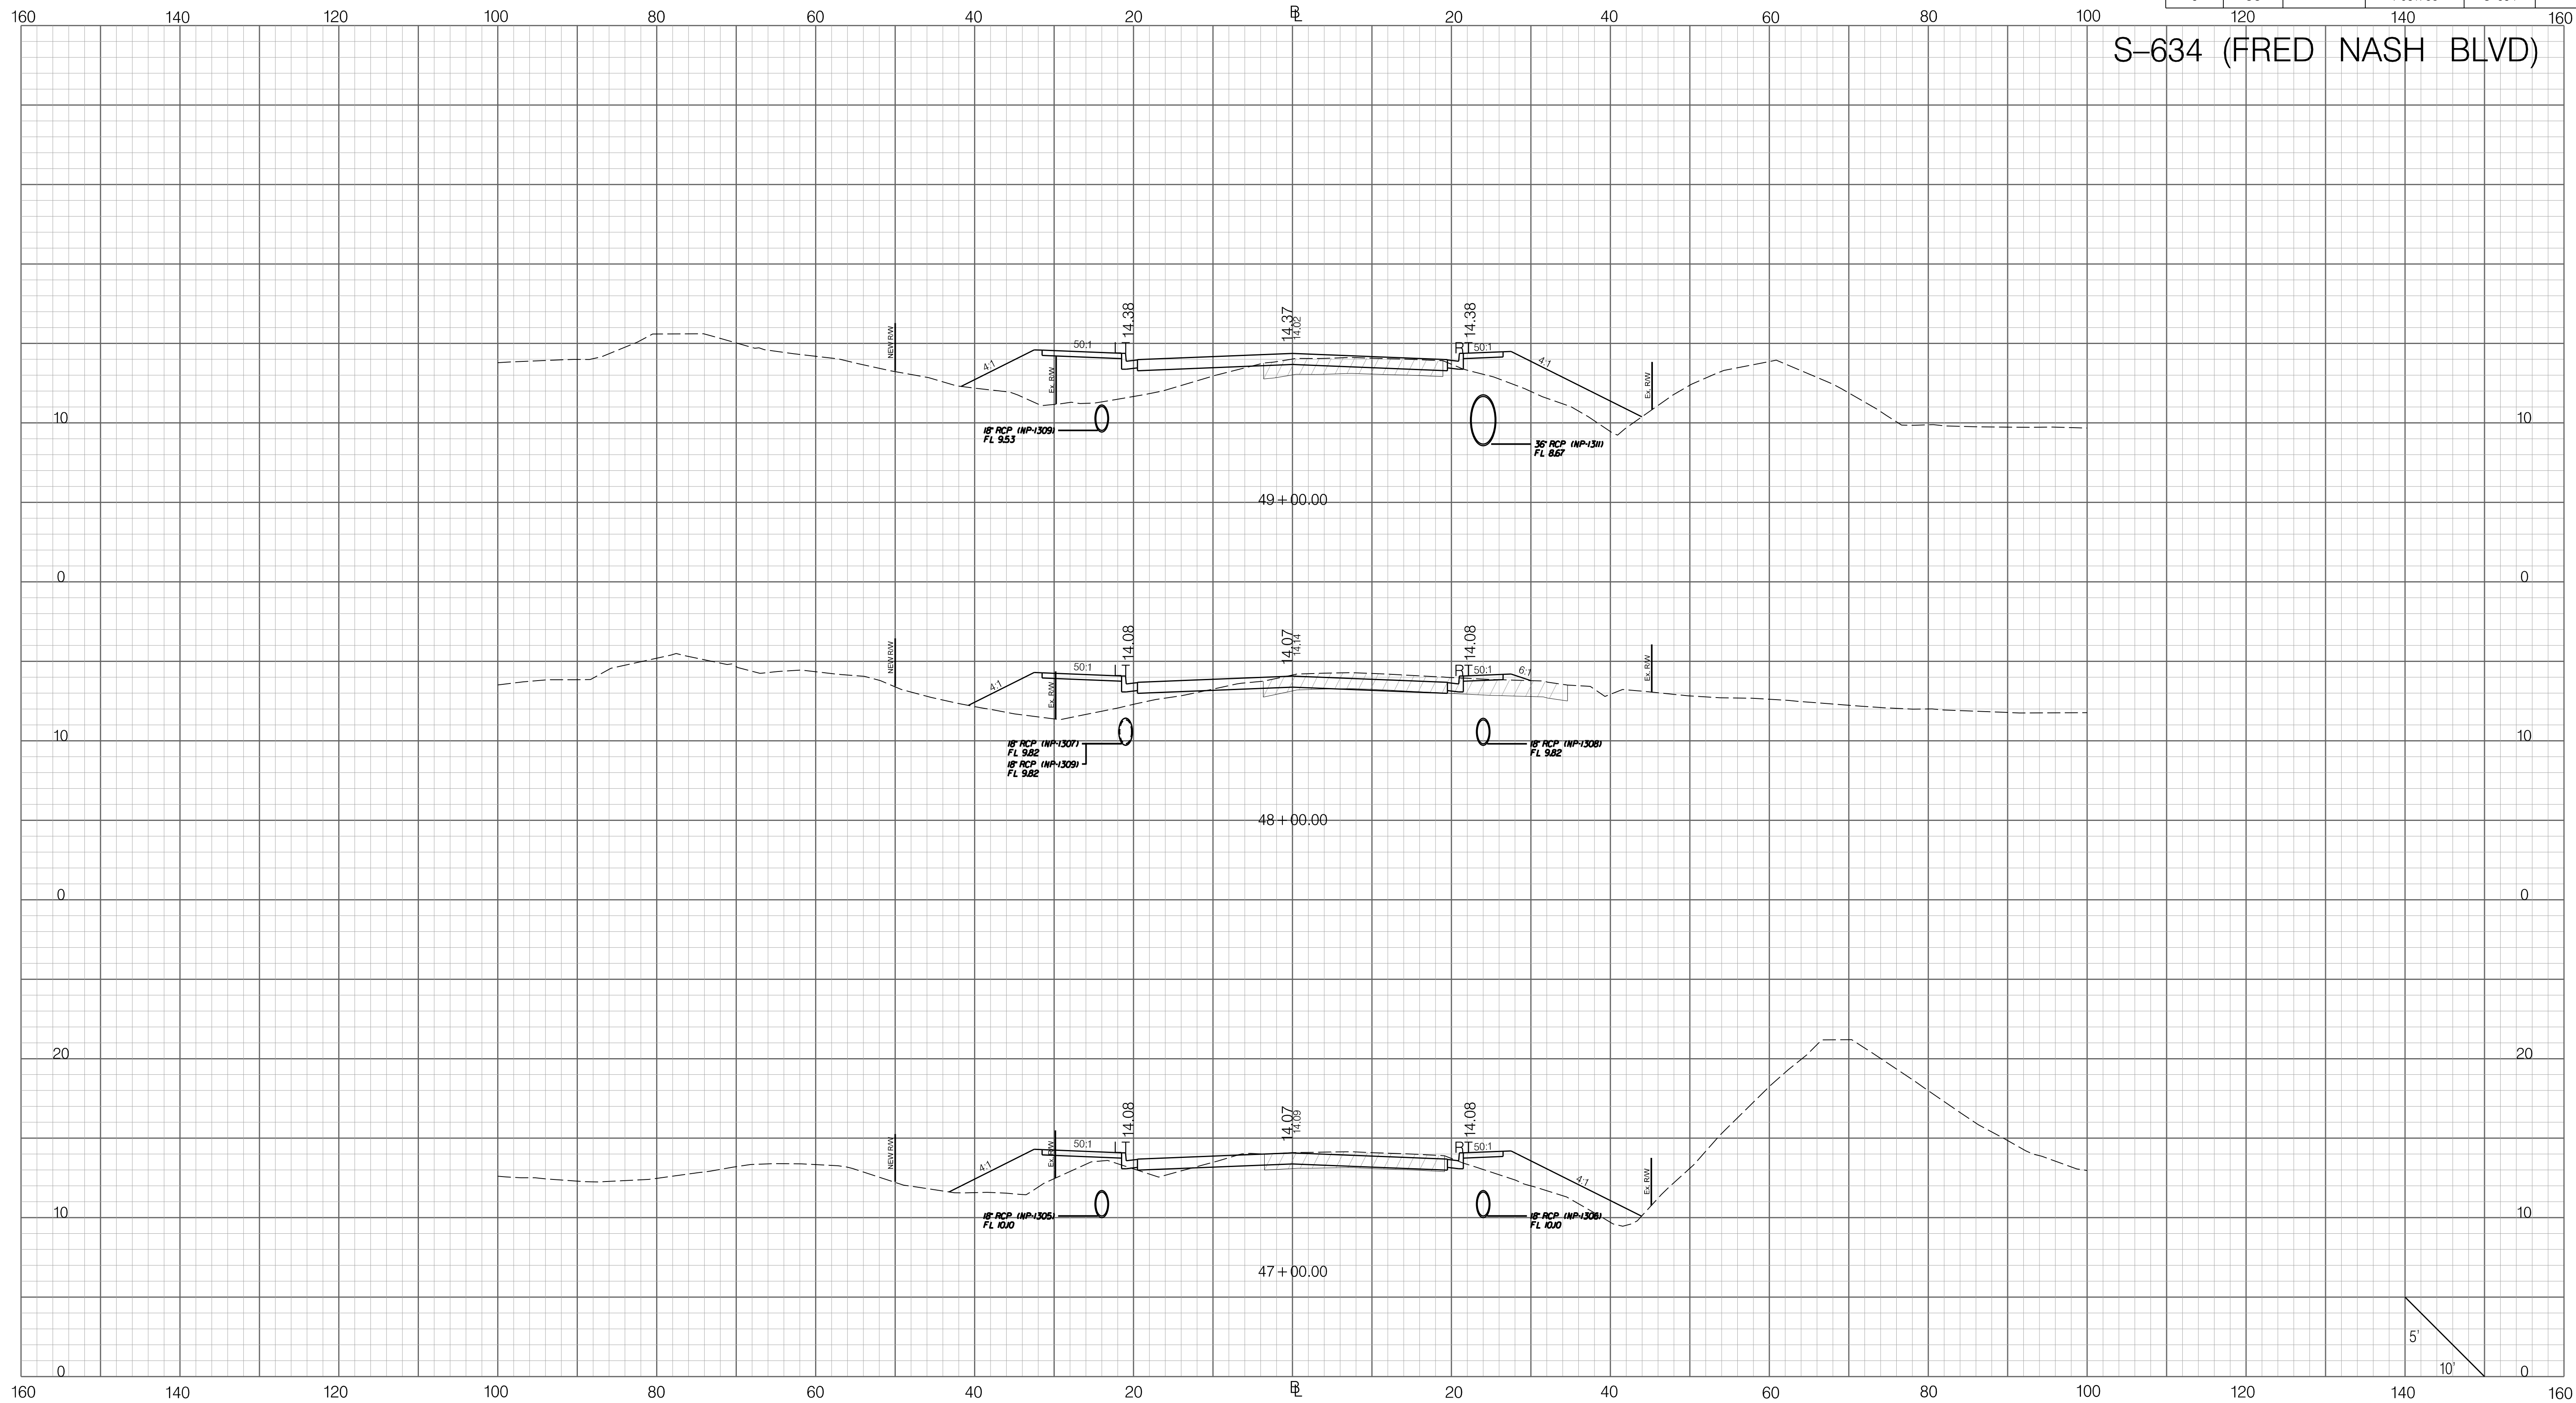 160 140 120 100 80 60 40 20 BL 20 40 60 80 100 120 140 160
S–634 (FRED NASH BLVD)
14.38 14.37 14.02 14.38
NEW R/W 4:1 50:1 LT RT 50:1 4:1 Ex. R/W
Ex. R/W
10 10
18" RCP (NP-1309)
FL 9.53
36" RCP (NP-1311)
FL 8.67
49+00.00
0 0
14.08 14.07 14.14 14.08
NEW R/W 4:1 50:1 LT RT 50:1 6:1 Ex. R/W
Ex. R/W
10 10
18" RCP (NP-1307)
FL 9.82
18" RCP (NP-1309)
FL 9.82
18" RCP (NP-1308)
FL 9.82
48+00.00
0 0
20 20
14.08 14.07 14.09 14.08
NEW R/W 4:1 Ex. R/W 50:1 LT RT 50:1 4:1 Ex. R/W
10 10
18" RCP (NP-1305)
FL 10.10
18" RCP (NP-1306)
FL 10.10
47+00.00
5'
10'
0 0
160 140 120 100 80 60 40 20 BL 20 40 60 80 100 120 140 160